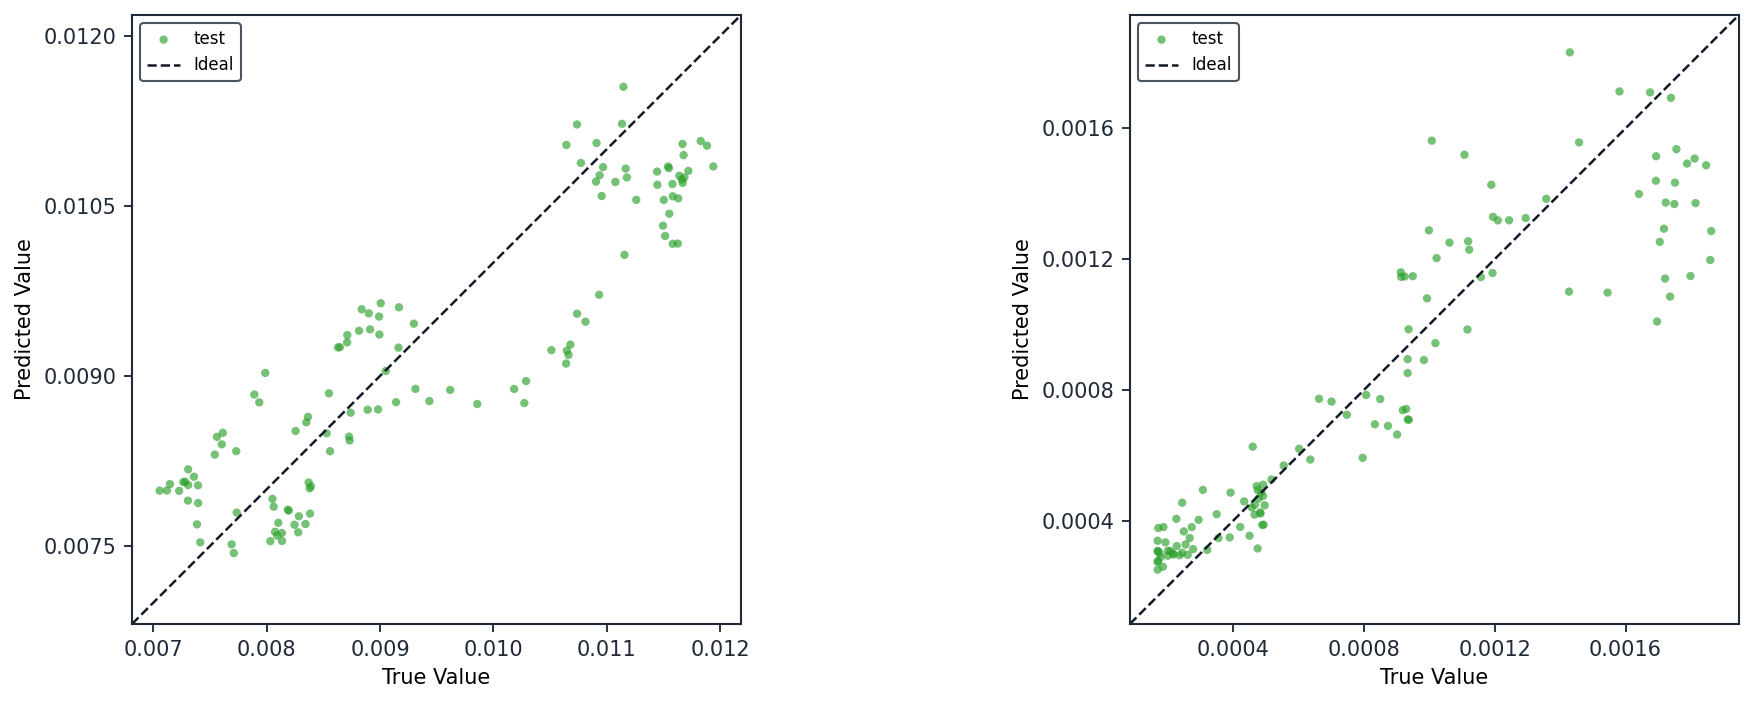 test
Ideal
0.0120
0.0105
0.0090
0.0075
Predicted Value
0.007 0.008 0.009 0.010 0.011 0.012
True Value
test
Ideal
0.0016
0.0012
0.0008
0.0004
Predicted Value
0.0004 0.0008 0.0012 0.0016
True Value